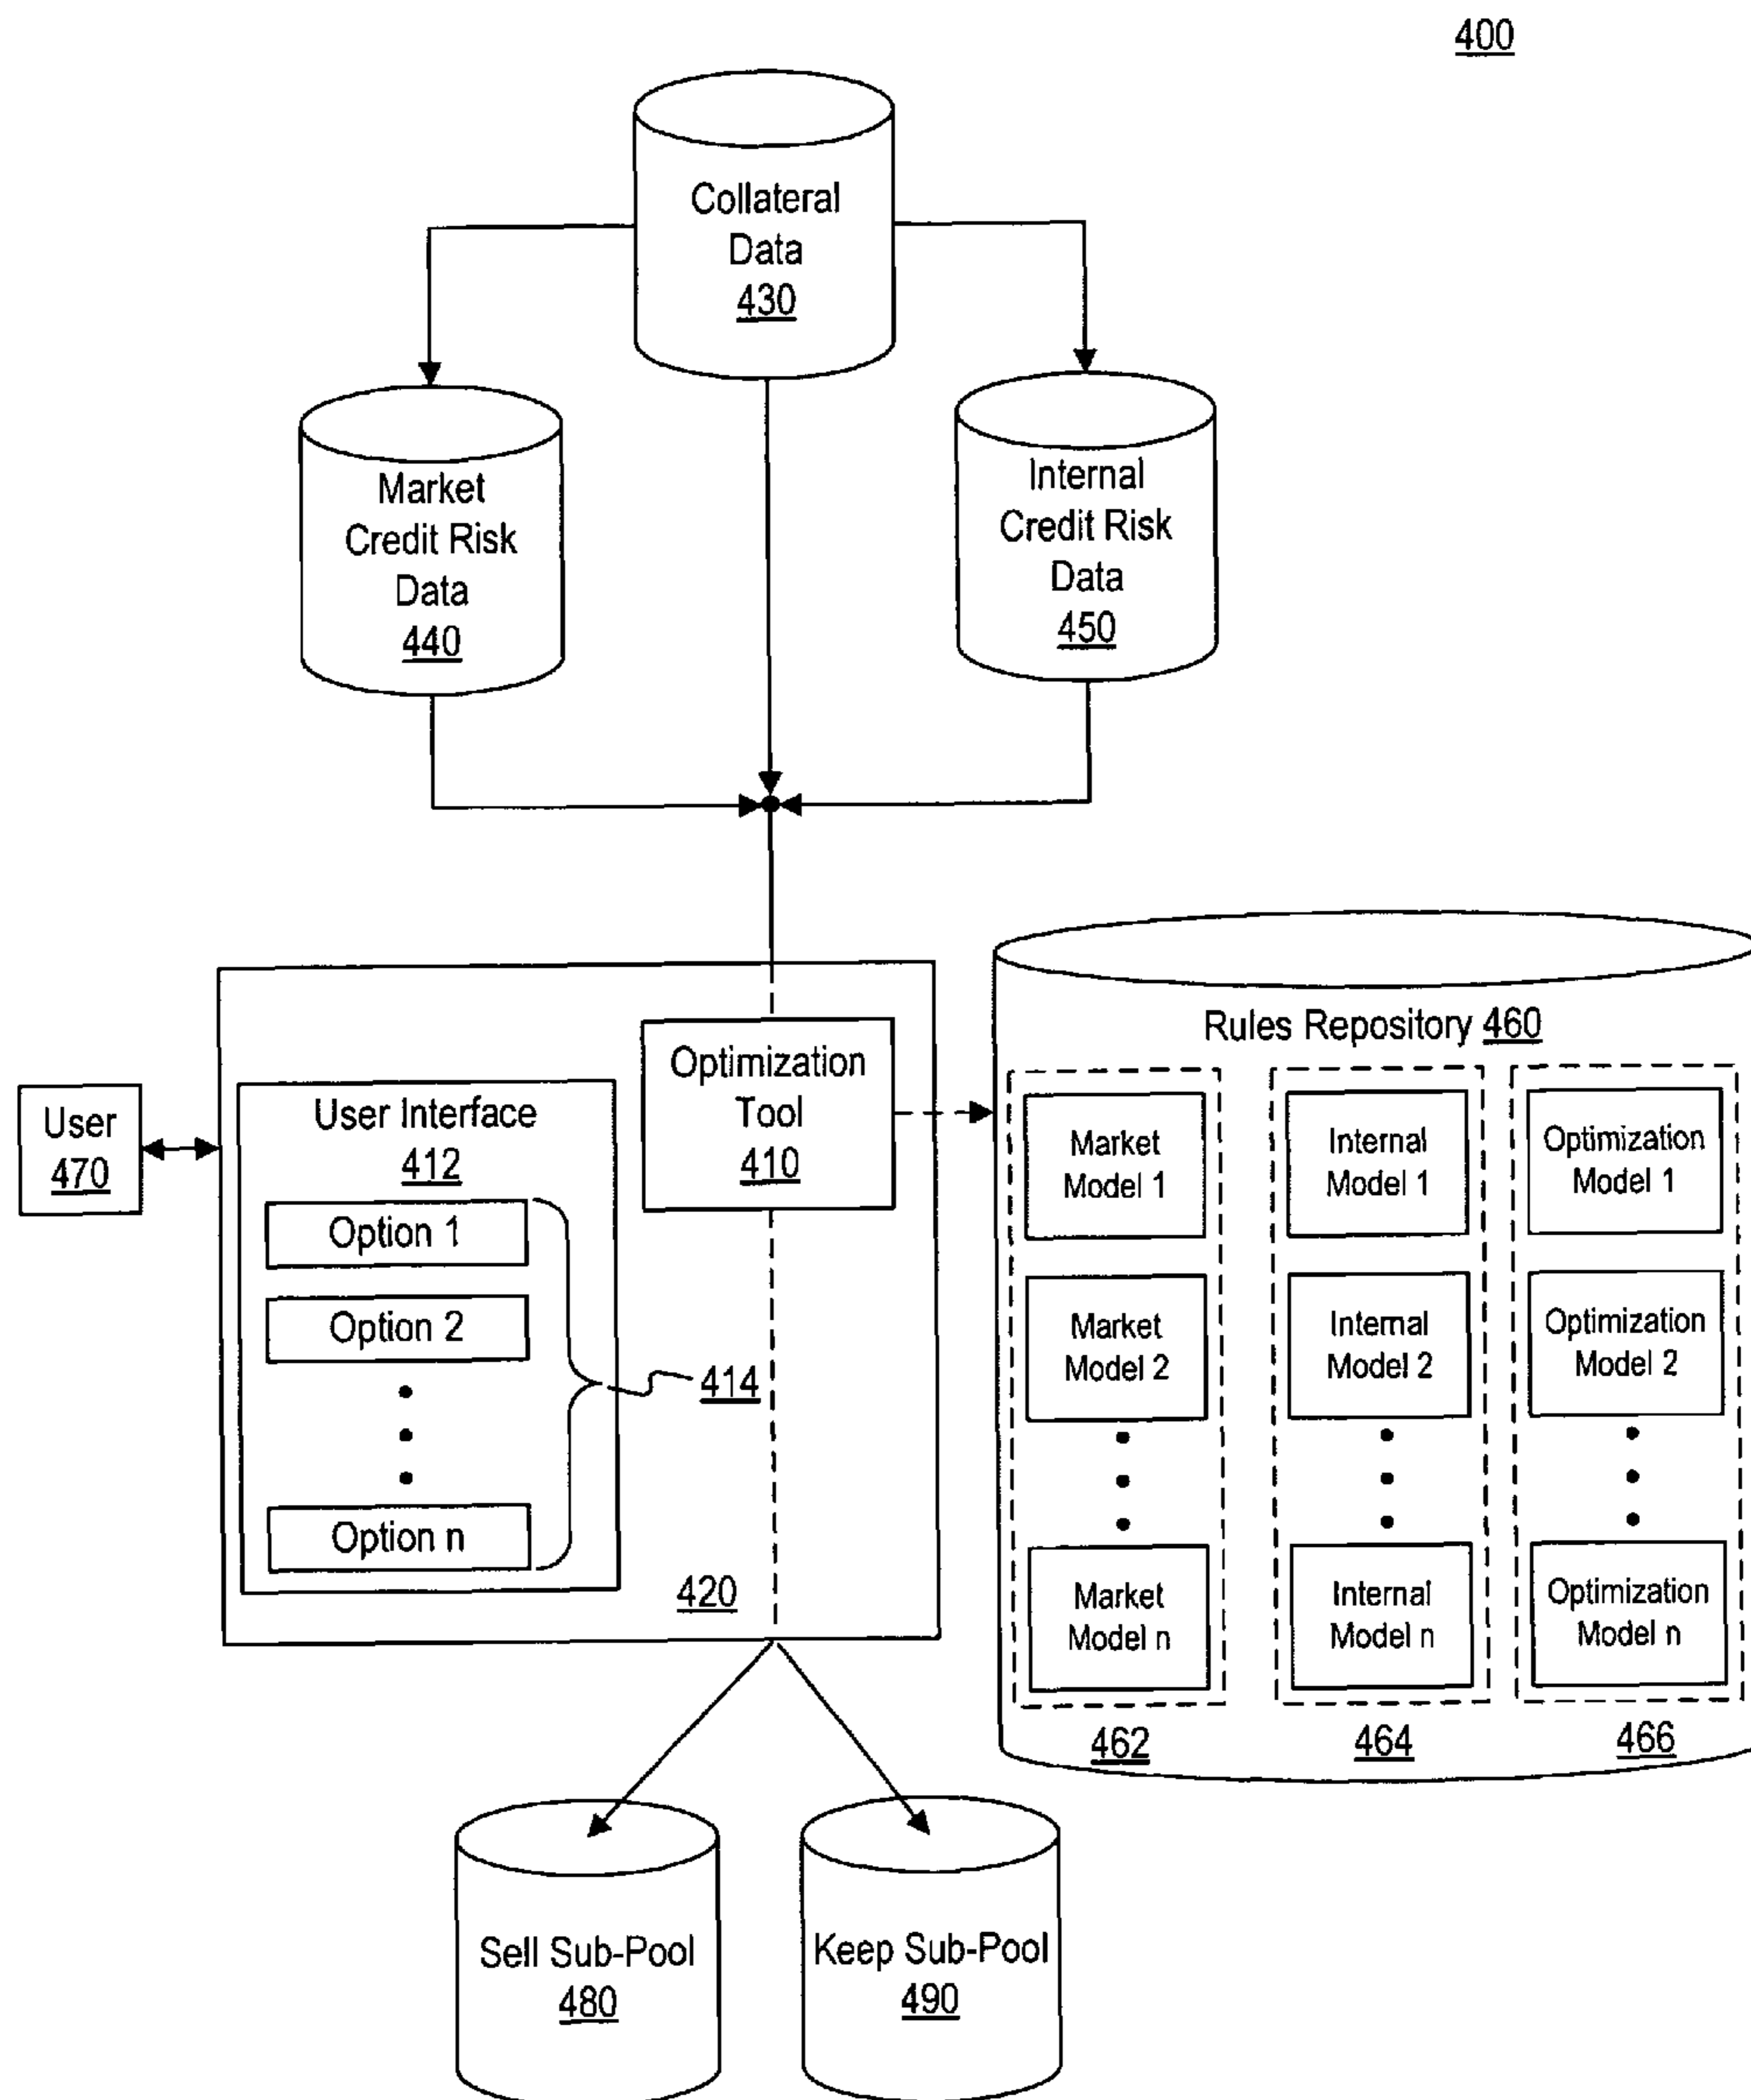 400
Collateral
Data
430
Market
Credit Risk
Data
440
Internal
Credit Risk
Data
450
User
470
User Interface
412
Option 1
Option 2
Option n
414
420
Optimization
Tool
410
Rules Repository 460
Market
Model 1
Market
Model 2
Market
Model n
462
Internal
Model 1
Internal
Model 2
Internal
Model n
464
Optimization
Model 1
Optimization
Model 2
Optimization
Model n
466
Sell Sub-Pool
480
Keep Sub-Pool
490